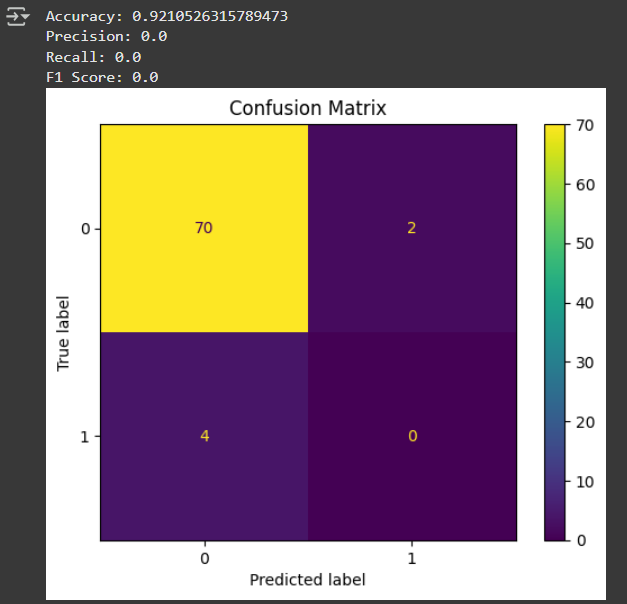 Accuracy: 0.9210526315789473
Precision: 0.0
Recall: 0.0
F1 Score: 0.0
Confusion Matrix
70
60
50
40
30
20
10
0
True label
0
1
70
2
4
0
0
1
Predicted label